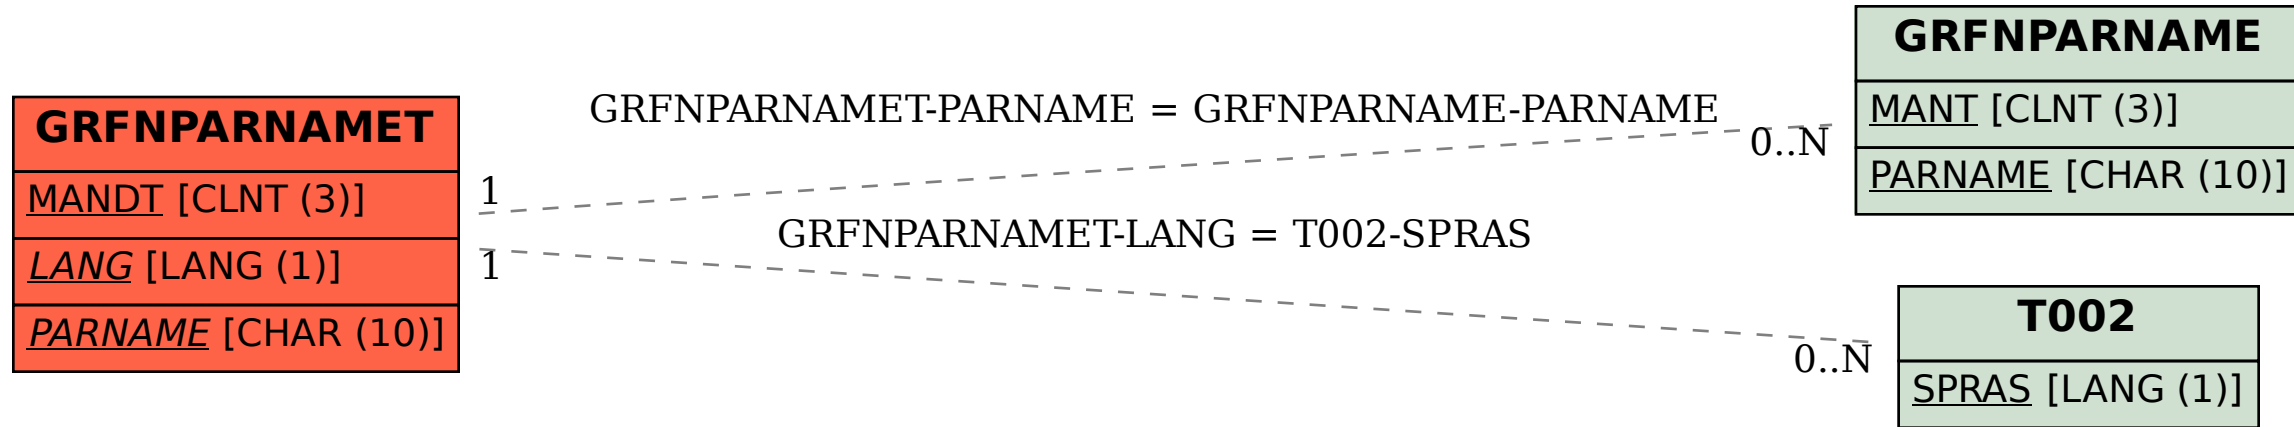 GRFNPARNAMET
MANDT [CLNT (3)]
LANG [LANG (1)]
PARNAME [CHAR (10)]
GRFNPARNAMET-PARNAME = GRFNPARNAME-PARNAME
1
0..N
GRFNPARNAMET-LANG = T002-SPRAS
1
0..N
GRFNPARNAME
MANT [CLNT (3)]
PARNAME [CHAR (10)]
T002
SPRAS [LANG (1)]